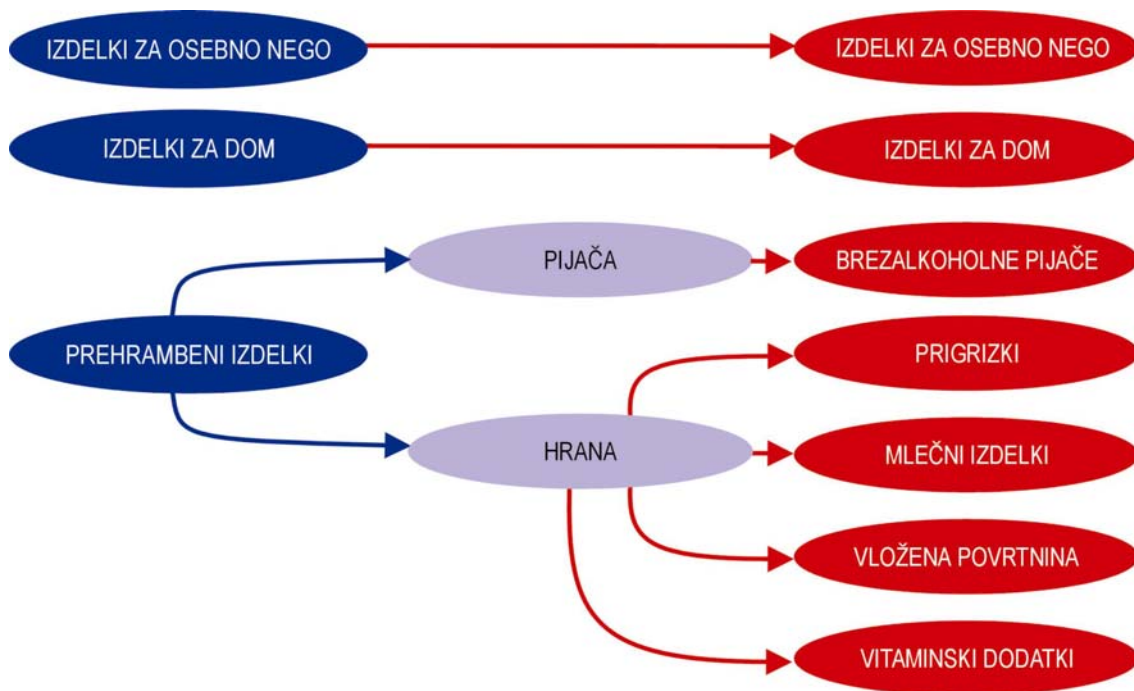 IZDELKI ZA OSEBNO NEGO
IZDELKI ZA OSEBNO NEGO
IZDELKI ZA DOM
IZDELKI ZA DOM
PIJAČA
BREZALKOHOLNE PIJAČE
PREHRAMBENI IZDELKI
PRIGRIZKI
HRANA
MLEČNI IZDELKI
VLOŽENA POVRTNINA
VITAMINSKI DODATKI